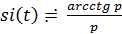 si(t) ≓ arcctg p / p